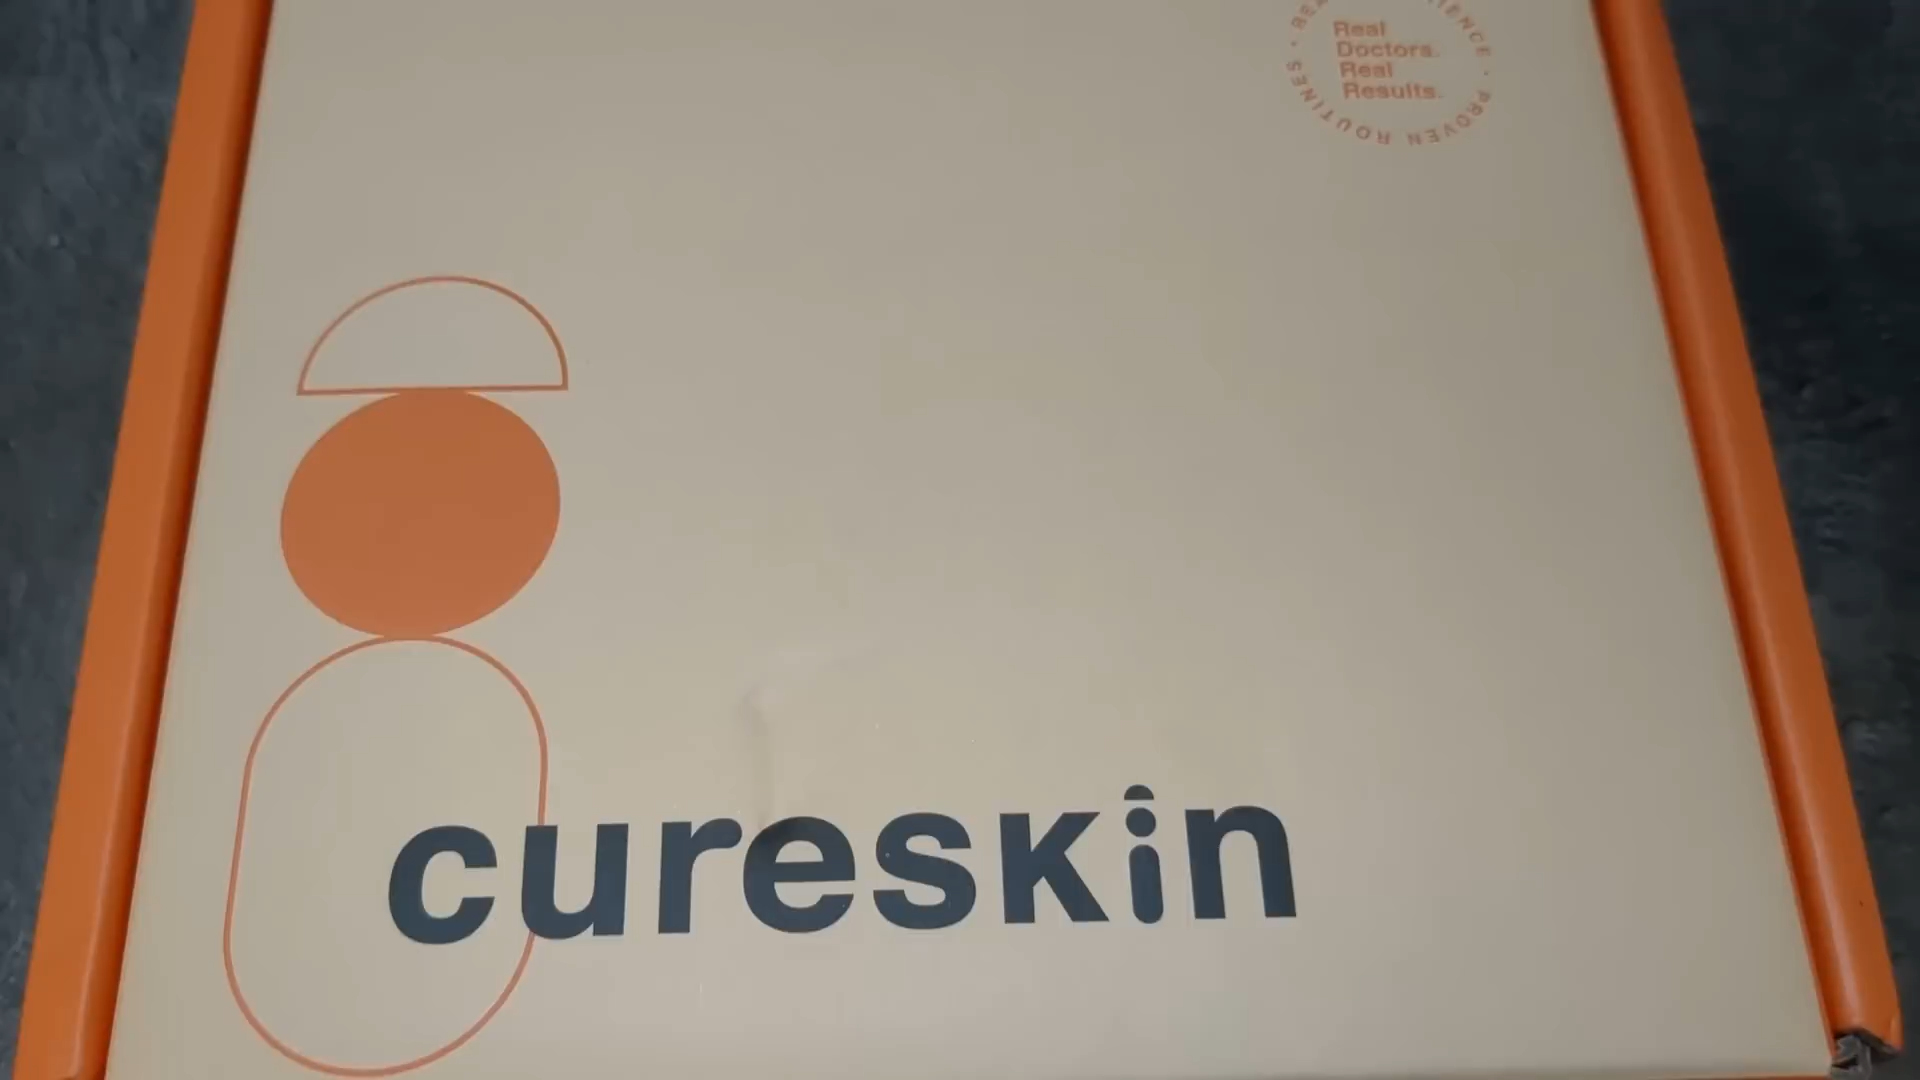 Real
Doctors.
Real
Results.
PROVEN ROUTINES
cureskin